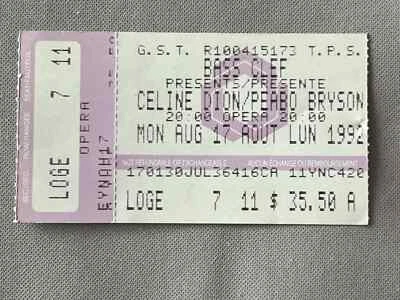 G.S.T. R100415173 T.P.S.
BASS CLEF
PRESENTS/PRESENTE
CELINE DION/PEABO BRYSON
20:00 OPERA 20:00
MON AUG 17 AOUT LUN 1992
NOT REFUNDABLE OR EXCHANGEABLE AUCUN ÉCHANGE OU REMBOURSEMENT
170130JUL36416CA 11YNC420
LOGE 7 11 $ 35.50 A
LOGE 7 11
OPERA
EYNAH17